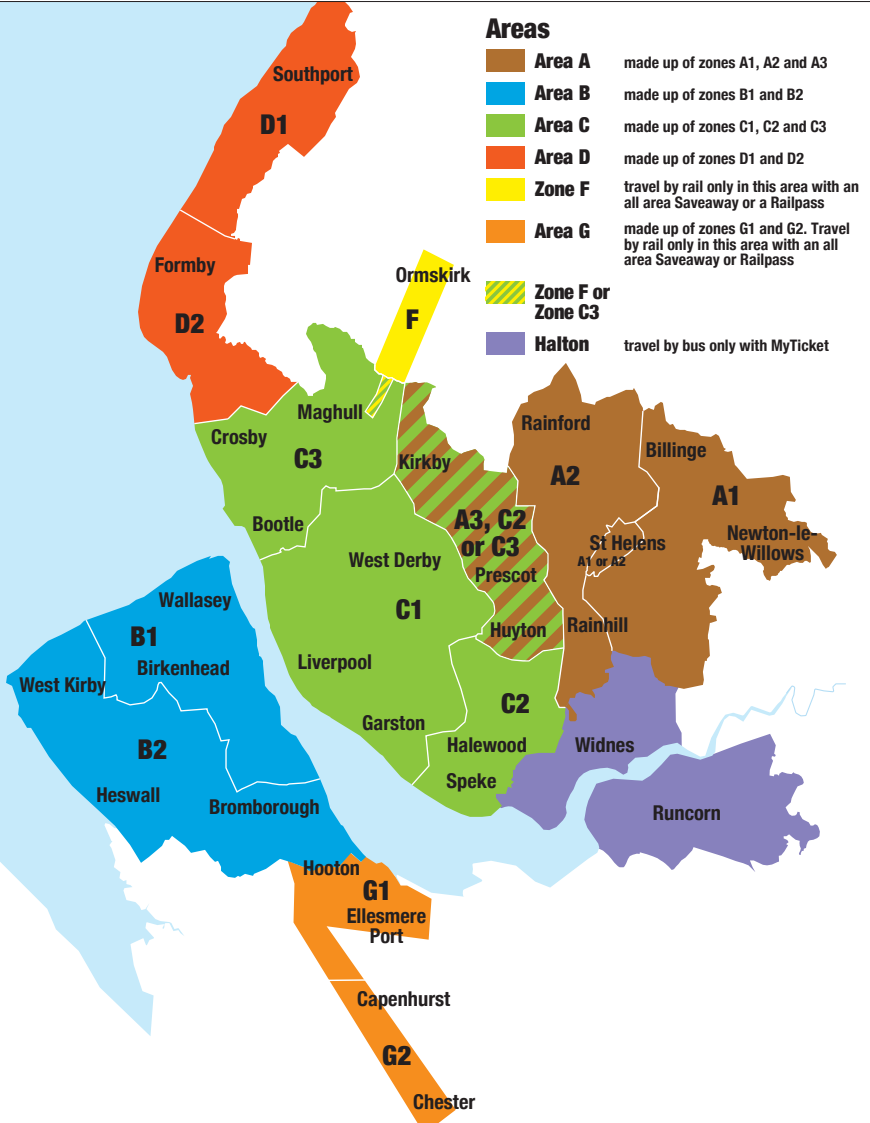 Areas
Area A made up of zones A1, A2 and A3
Area B made up of zones B1 and B2
Area C made up of zones C1, C2 and C3
Area D made up of zones D1 and D2
Zone F travel by rail only in this area with an
all area Saveaway or a Railpass
Area G made up of zones G1 and G2. Travel
by rail only in this area with an all
area Saveaway or Railpass
Zone F or
Zone C3
Halton travel by bus only with MyTicket
Southport
D1
Formby
D2
Ormskirk
F
Maghull
Crosby
C3
Bootle
Kirkby
A3, C2
or C3
Prescot
Huyton
Rainford
A2
Billinge
A1
Newton-le-
Willows
St Helens
A1 or A2
Rainhill
West Derby
C1
Liverpool
Garston
C2
Halewood
Speke
Wallasey
B1
Birkenhead
West Kirby
B2
Heswall
Bromborough
Widnes
Runcorn
Hooton
G1
Ellesmere
Port
Capenhurst
G2
Chester